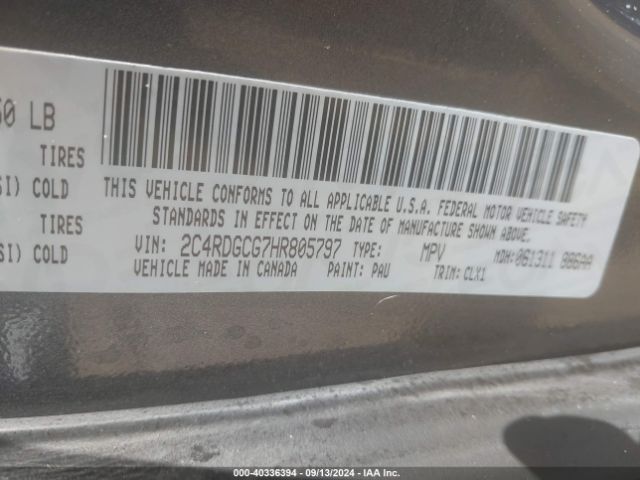 50 LB
TIRES
SI) COLD
TIRES
SI) COLD
THIS VEHICLE CONFORMS TO ALL APPLICABLE U.S.A. FEDERAL MOTOR VEHICLE SAFETY
STANDARDS IN EFFECT ON THE DATE OF MANUFACTURE SHOWN ABOVE.
VIN: 2C4RDGCG7HR805797 TYPE: MPV MDH: 061311 986AA
VEHICLE MADE IN CANADA PAINT: PAU TRIM: CLX1
000-40336394 - 09/13/2024 - IAA Inc.